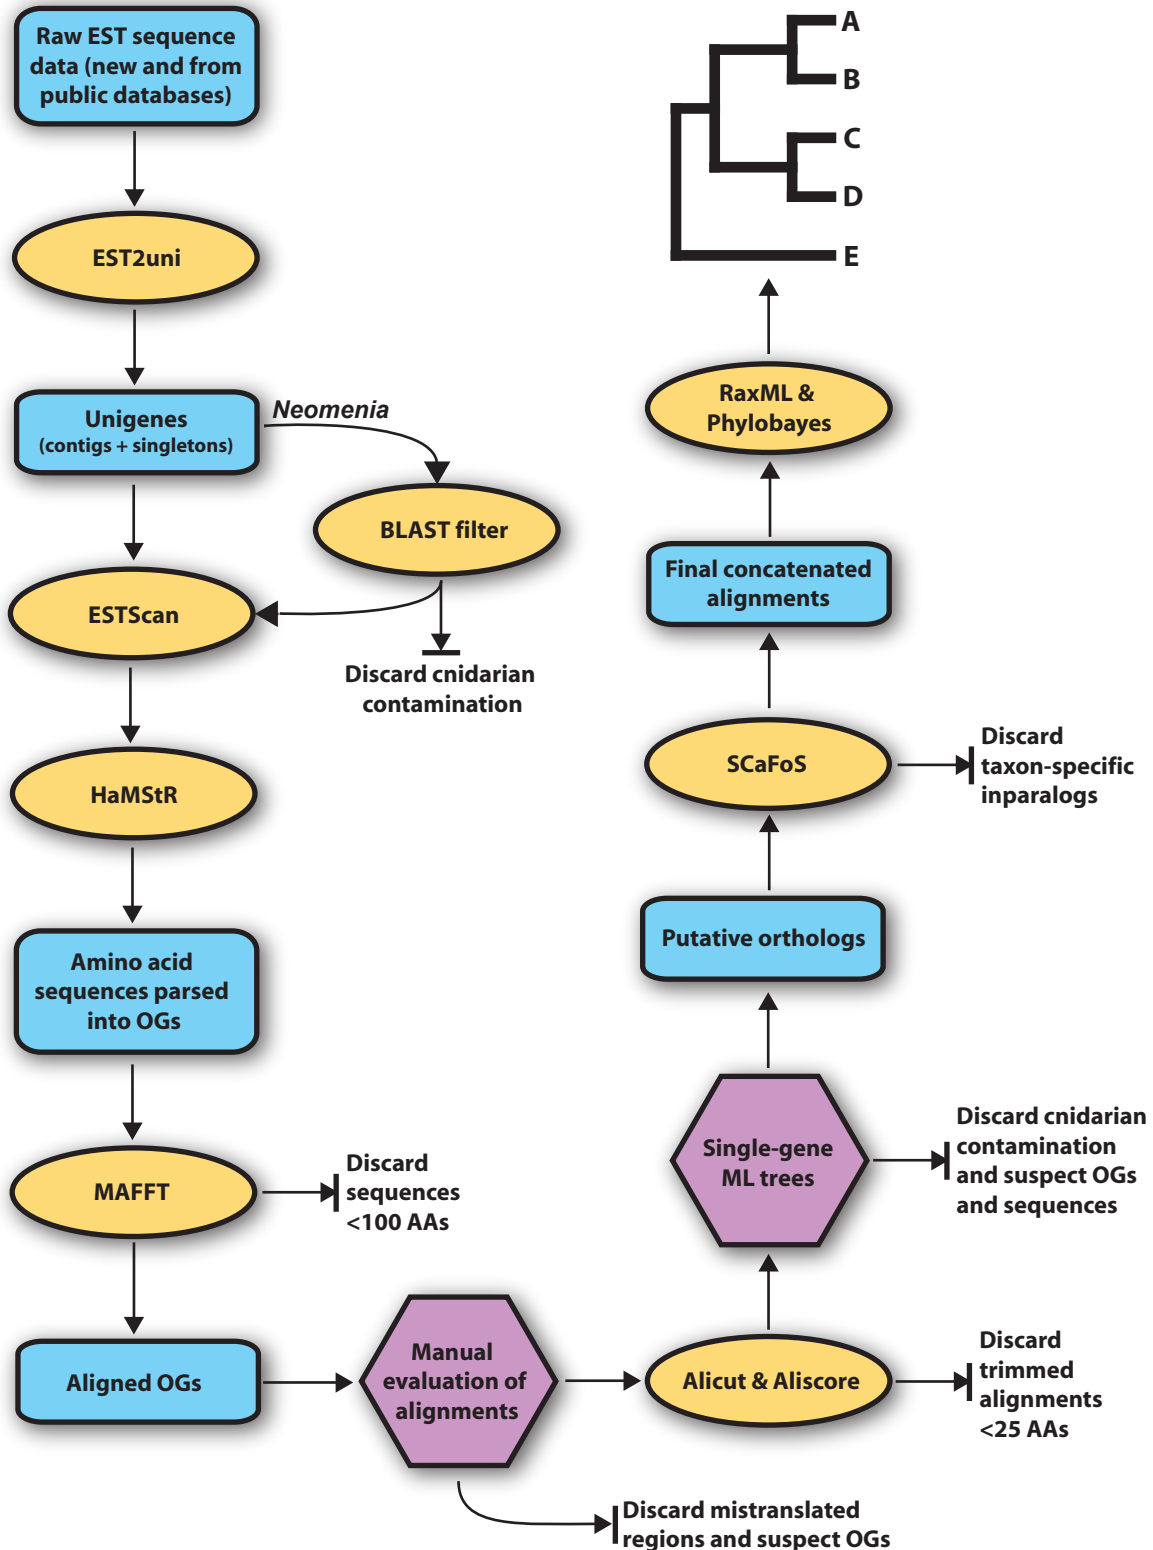 Raw EST sequence
data (new and from
public databases)
EST2uni
Unigenes
(contigs + singletons)
Neomenia
BLAST filter
ESTScan
Discard cnidarian
contamination
HaMStR
Amino acid
sequences parsed
into OGs
MAFFT
Discard
sequences
<100 AAs
Aligned OGs
Manual
evaluation of
alignments
Discard mistranslated
regions and suspect OGs
Alicut & Aliscore
Discard
trimmed
alignments
<25 AAs
Single-gene
ML trees
Discard cnidarian
contamination
and suspect OGs
and sequences
Putative orthologs
SCaFoS
Discard
taxon-specific
inparalogs
Final concatenated
alignments
RaxML &
Phylobayes
A
B
C
D
E